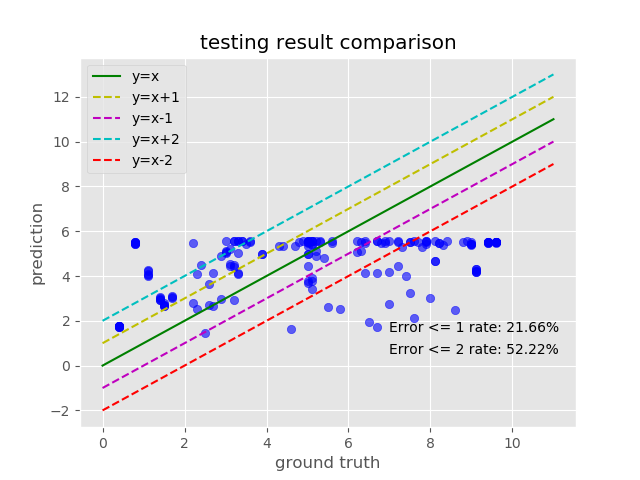 testing result comparison
y=x
y=x+1
y=x-1
y=x+2
y=x-2
12
10
8
6
4
2
0
−2
prediction
Error <= 1 rate: 21.66%
Error <= 2 rate: 52.22%
0 2 4 6 8 10
ground truth